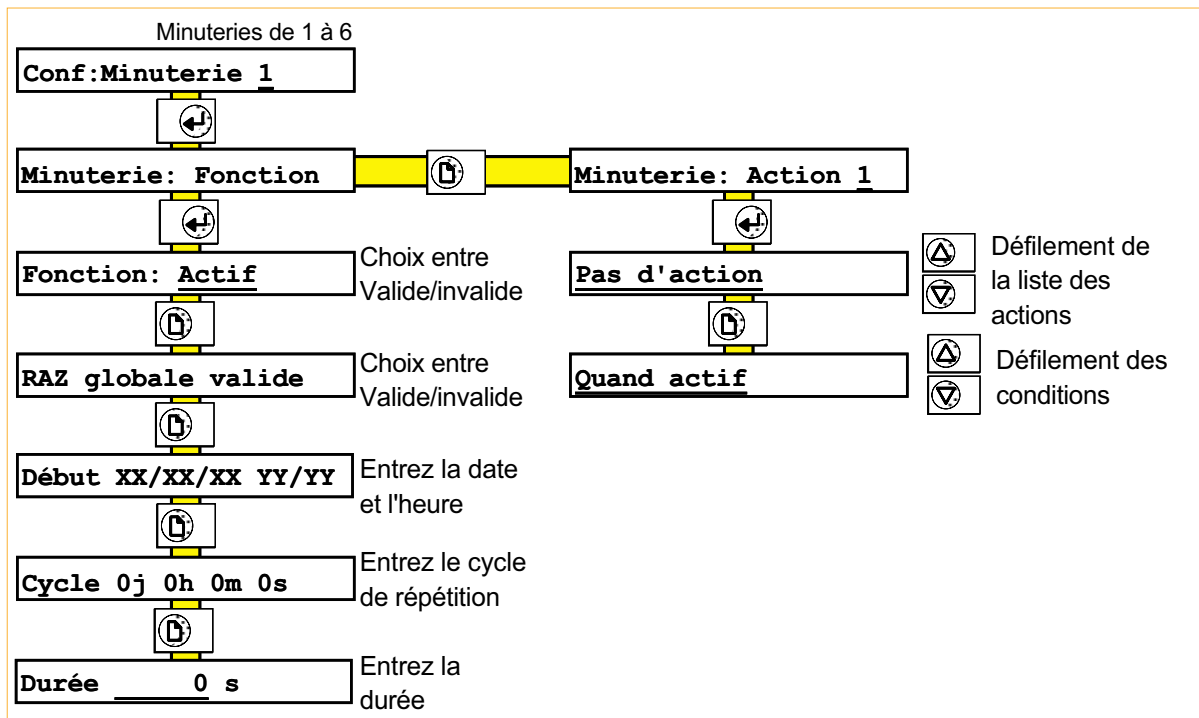 Minuteries de 1 à 6
Conf:Minuterie 1
Minuterie: Fonction
Minuterie: Action 1
Fonction: Actif
Choix entre
Valide/invalide
Pas d'action
Défilement de
la liste des
actions
RAZ globale valide
Choix entre
Valide/invalide
Quand actif
Défilement des
conditions
Début XX/XX/XX YY/YY
Entrez la date
et l'heure
Cycle 0j 0h 0m 0s
Entrez le cycle
de répétition
Durée 0 s
Entrez la
durée